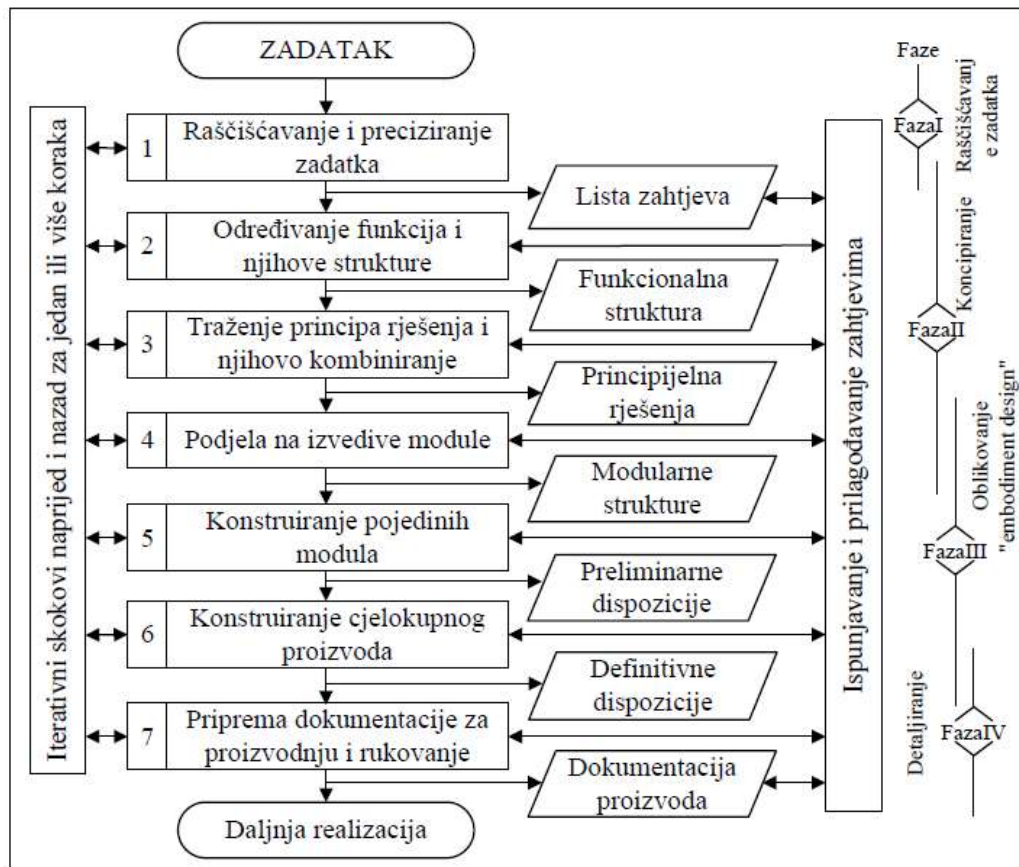 ZADATAK
Iterativni skokovi naprijed i nazad za jedan ili više koraka
1
Raščišćavanje i preciziranje
zadatka
Lista zahtjeva
2
Određivanje funkcija i
njihove strukture
Funkcionalna
struktura
3
Traženje principa rješenja i
njihovo kombiniranje
Principijelna
rješenja
4
Podjela na izvedive module
Modularne
strukture
5
Konstruiranje pojedinih
modula
Preliminarne
dispozicije
6
Konstruiranje cjelokupnog
proizvoda
Definitivne
dispozicije
7
Priprema dokumentacije za
proizvodnju i rukovanje
Dokumentacija
proizvoda
Daljnja realizacija
Ispunjavanje i prilagođavanje zahtjevima
Faze
FazaI
Raščišćavanj
e zadatka
Koncipiranje
FazaII
Oblikovanje
"embodiment design"
FazaIII
Detaljiranje
FazaIV